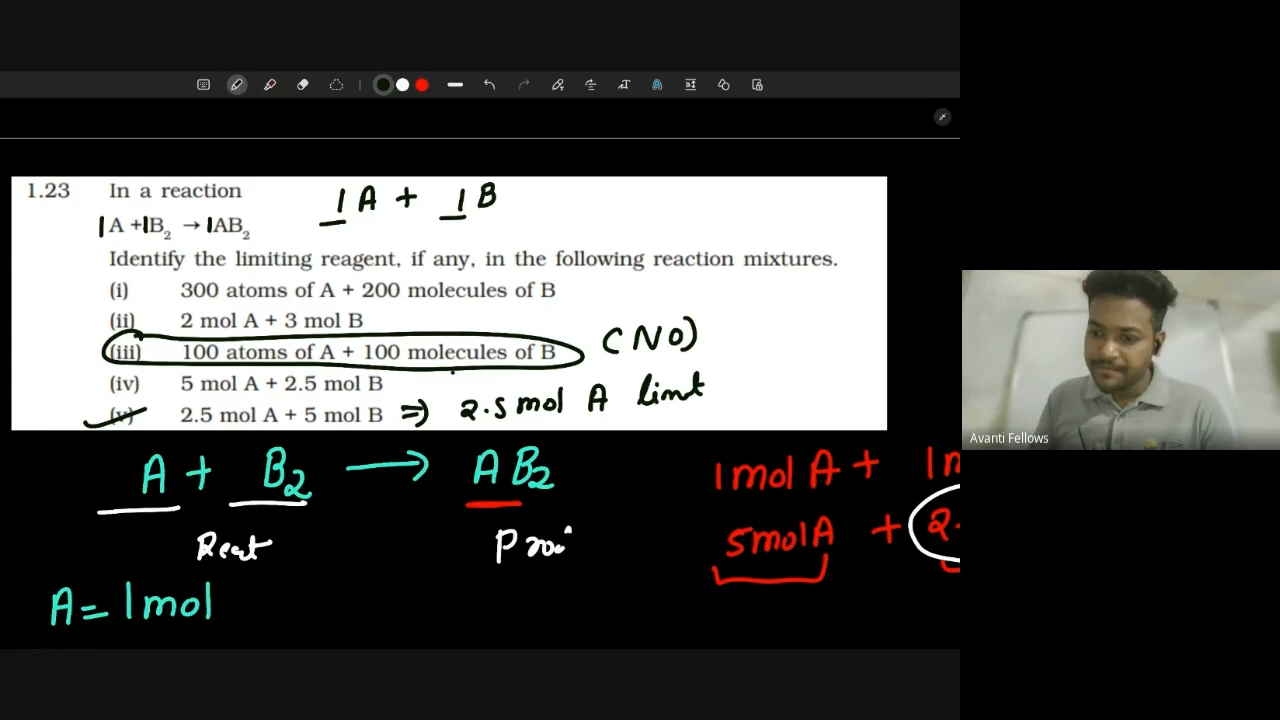 1.23 In a reaction 1A + 1B
1A +1B₂ → 1AB₂
Identify the limiting reagent, if any, in the following reaction mixtures.
(i) 300 atoms of A + 200 molecules of B
(ii) 2 mol A + 3 mol B
(iii) 100 atoms of A + 100 molecules of B (NO)
(iv) 5 mol A + 2.5 mol B
(v) 2.5 mol A + 5 mol B ⇒ 2.5 mol A limt
A + B₂ → AB₂
1mol A + 1m
5molA + 2.
A = 1mol
Avanti Fellows